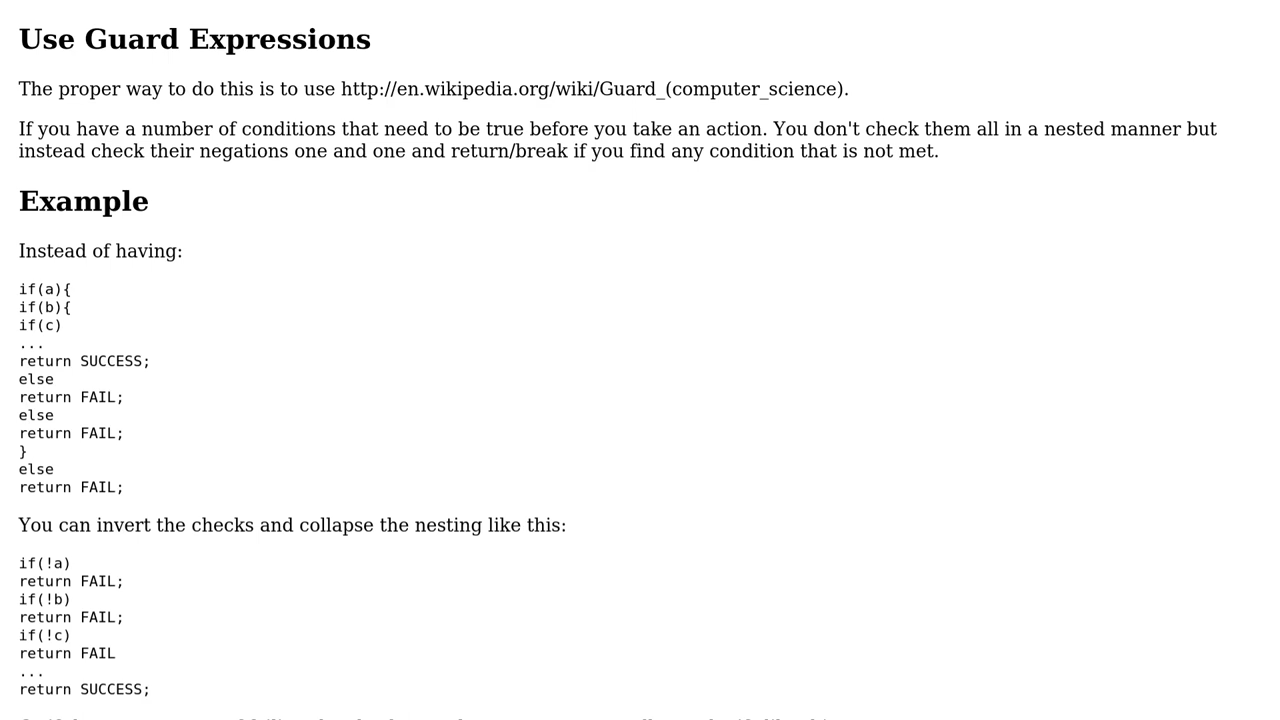 Use Guard Expressions
The proper way to do this is to use http://en.wikipedia.org/wiki/Guard_(computer_science).
If you have a number of conditions that need to be true before you take an action. You don't check them all in a nested manner but
instead check their negations one and one and return/break if you find any condition that is not met.
Example
Instead of having:
if(a){
if(b){
if(c)
...
return SUCCESS;
else
return FAIL;
else
return FAIL;
}
else
return FAIL;
You can invert the checks and collapse the nesting like this:
if(!a)
return FAIL;
if(!b)
return FAIL;
if(!c)
return FAIL
...
return SUCCESS;